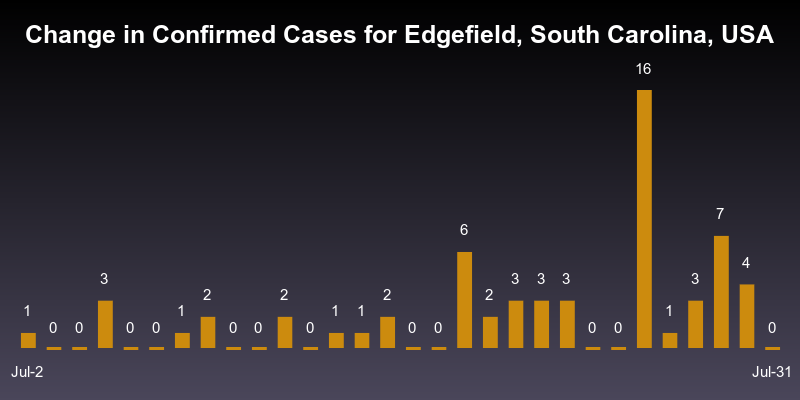 Change in Confirmed Cases for Edgefield, South Carolina, USA
1 0 0 3 0 0 1 2 0 0 2 0 1 1 2 0 0 6 2 3 3 3 0 0 16 1 3 7 4 0
Jul-2 Jul-31